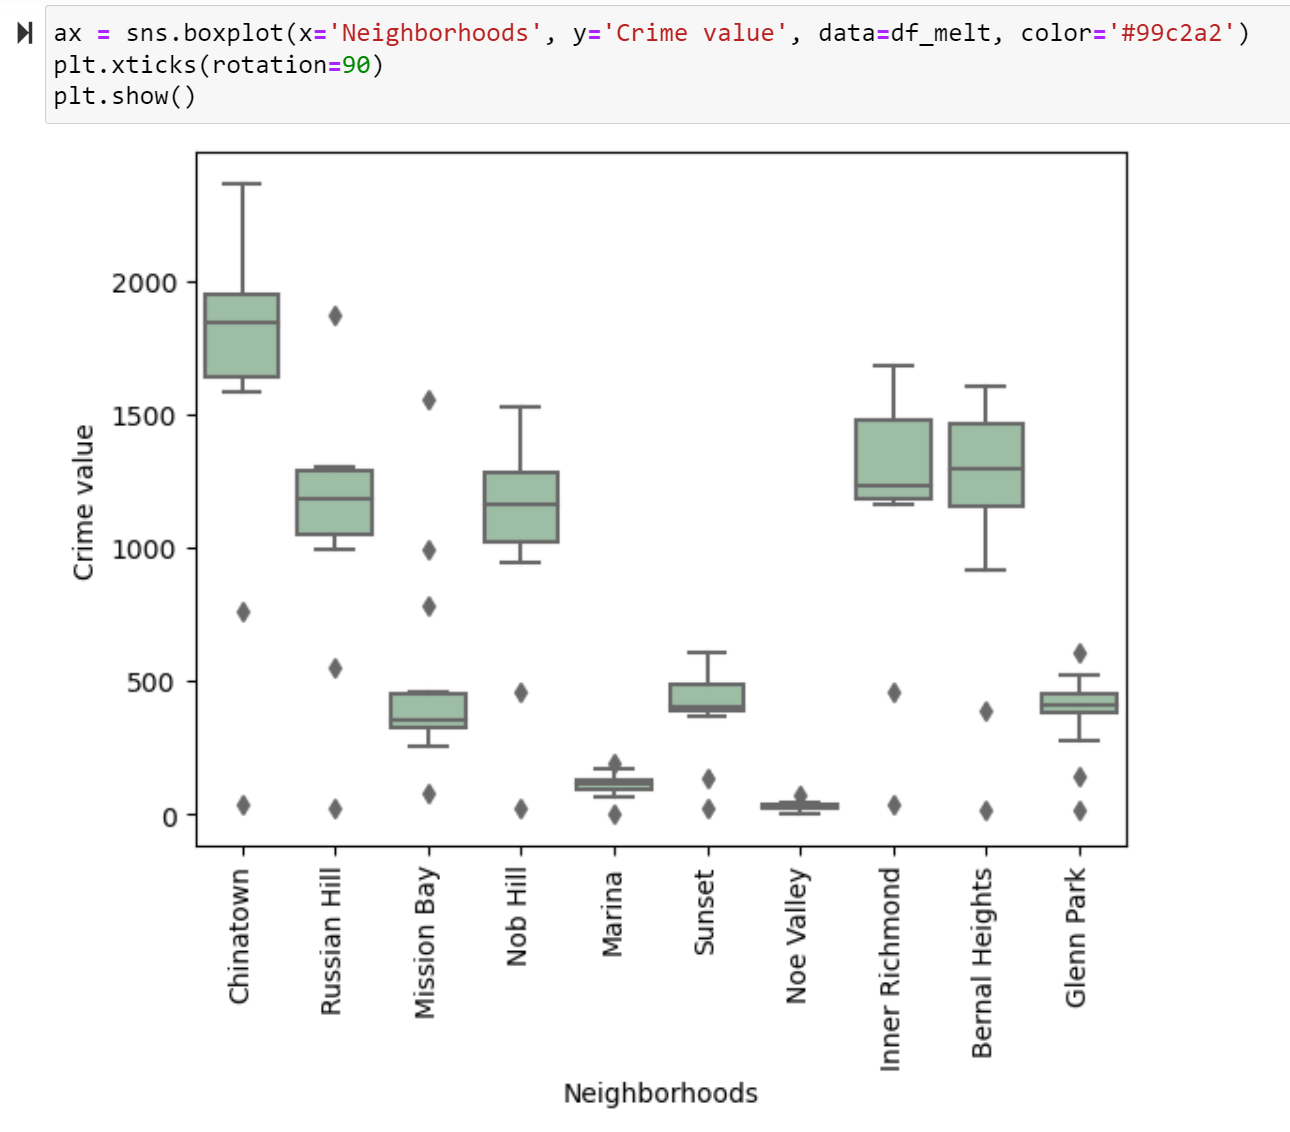 ax = sns.boxplot(x='Neighborhoods', y='Crime value', data=df_melt, color='#99c2a2')
plt.xticks(rotation=90)
plt.show()
2000
1500
1000
500
0
Crime value
Chinatown
Russian Hill
Mission Bay
Nob Hill
Marina
Sunset
Noe Valley
Inner Richmond
Bernal Heights
Glenn Park
Neighborhoods